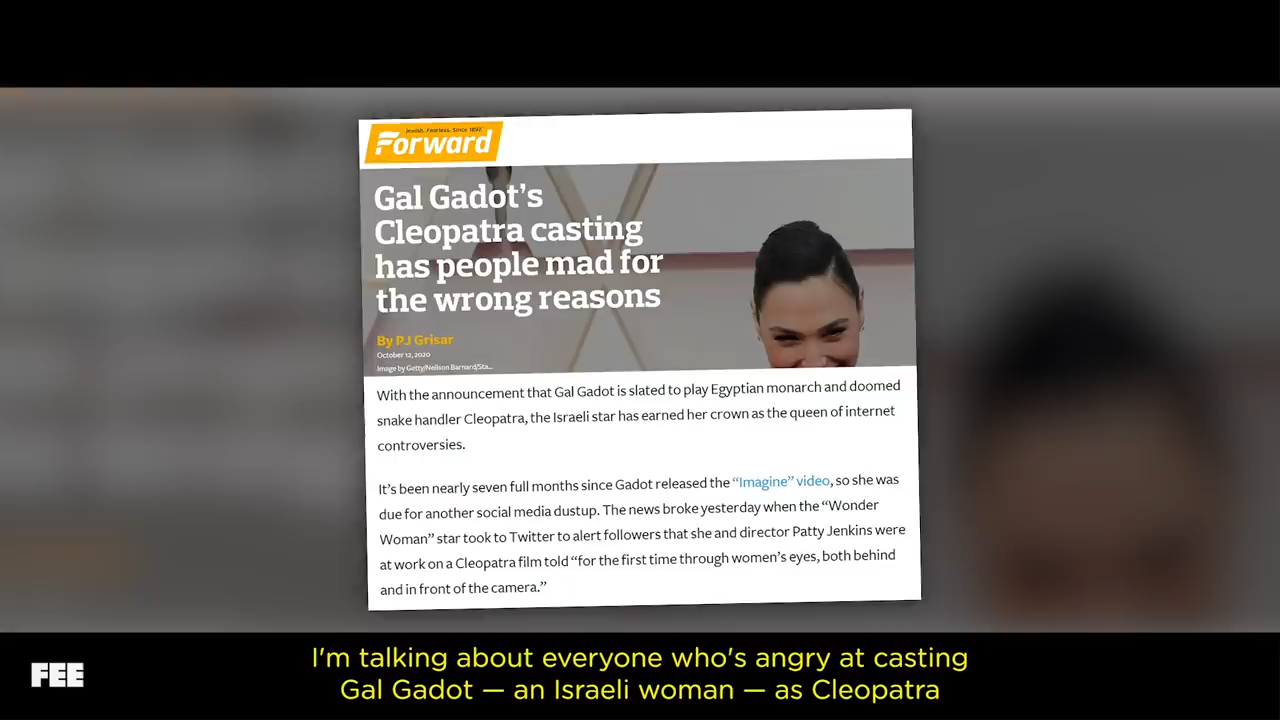 Jewish. Fearless. Since 1897.
Forward
Gal Gadot’s
Cleopatra casting
has people mad for
the wrong reasons
By PJ Grisar
October 12, 2020
Image by Getty/Neilson Barnard/Sta...
With the announcement that Gal Gadot is slated to play Egyptian monarch and doomed
snake handler Cleopatra, the Israeli star has earned her crown as the queen of internet
controversies.
It’s been nearly seven full months since Gadot released the “Imagine” video, so she was
due for another social media dustup. The news broke yesterday when the “Wonder
Woman” star took to Twitter to alert followers that she and director Patty Jenkins were
at work on a Cleopatra film told “for the first time through women’s eyes, both behind
and in front of the camera.”
FEE
I'm talking about everyone who's angry at casting
Gal Gadot — an Israeli woman — as Cleopatra